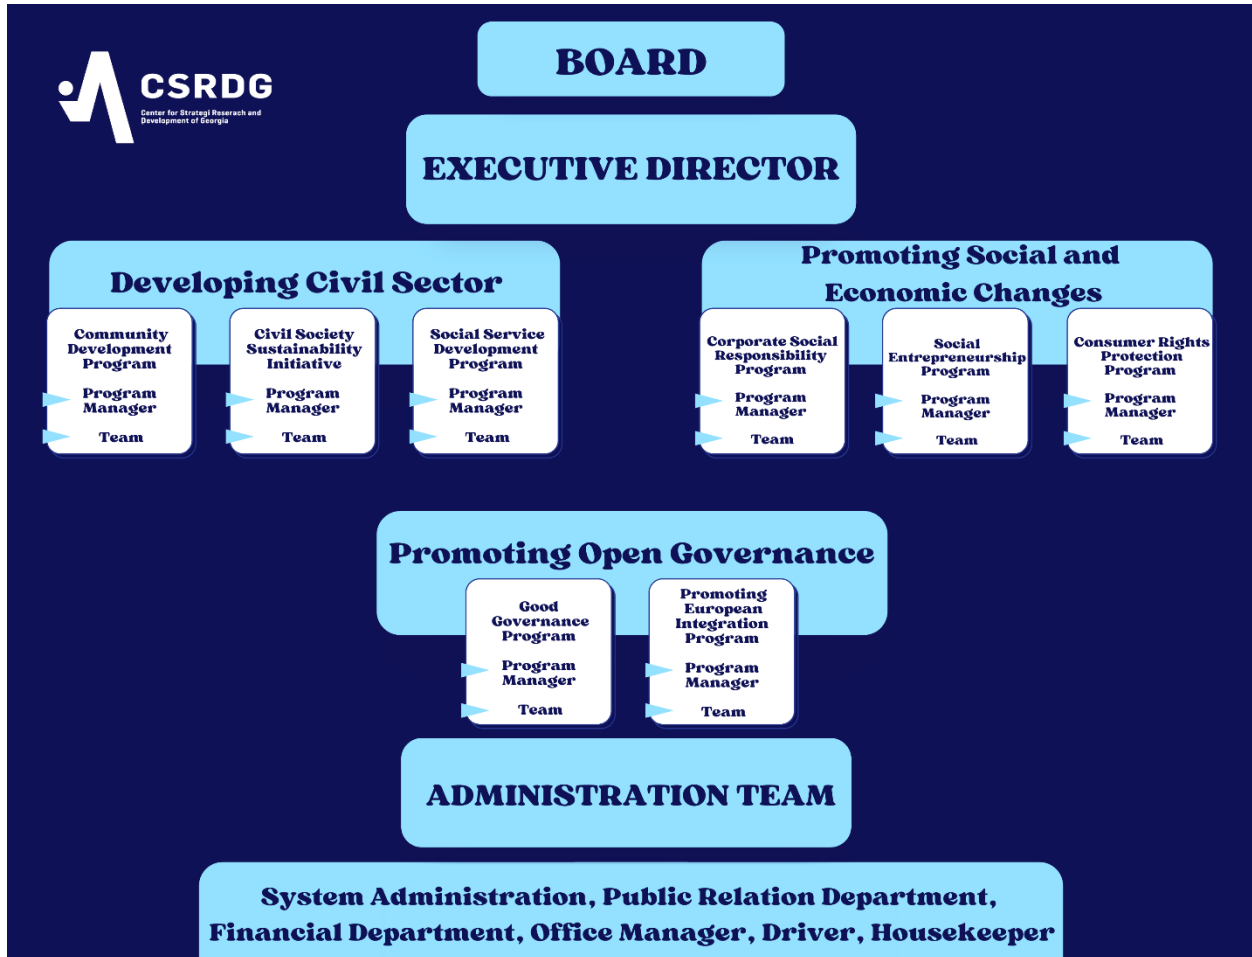 BOARD
CSRDG
Center for Strategi Reserach and
Development of Georgia
EXECUTIVE DIRECTOR
Developing Civil Sector
Community
Development
Program
Program
Manager
Team
Civil Society
Sustainability
Initiative
Program
Manager
Team
Social Service
Development
Program
Program
Manager
Team
Promoting Social and
Economic Changes
Corporate Social
Responsibility
Program
Program
Manager
Team
Social
Entrepreneurship
Program
Program
Manager
Team
Consumer Rights
Protection
Program
Program
Manager
Team
Promoting Open Governance
Good
Governance
Program
Program
Manager
Team
Promoting
European
Integration
Program
Program
Manager
Team
ADMINISTRATION TEAM
System Administration, Public Relation Department,
Financial Department, Office Manager, Driver, Housekeeper